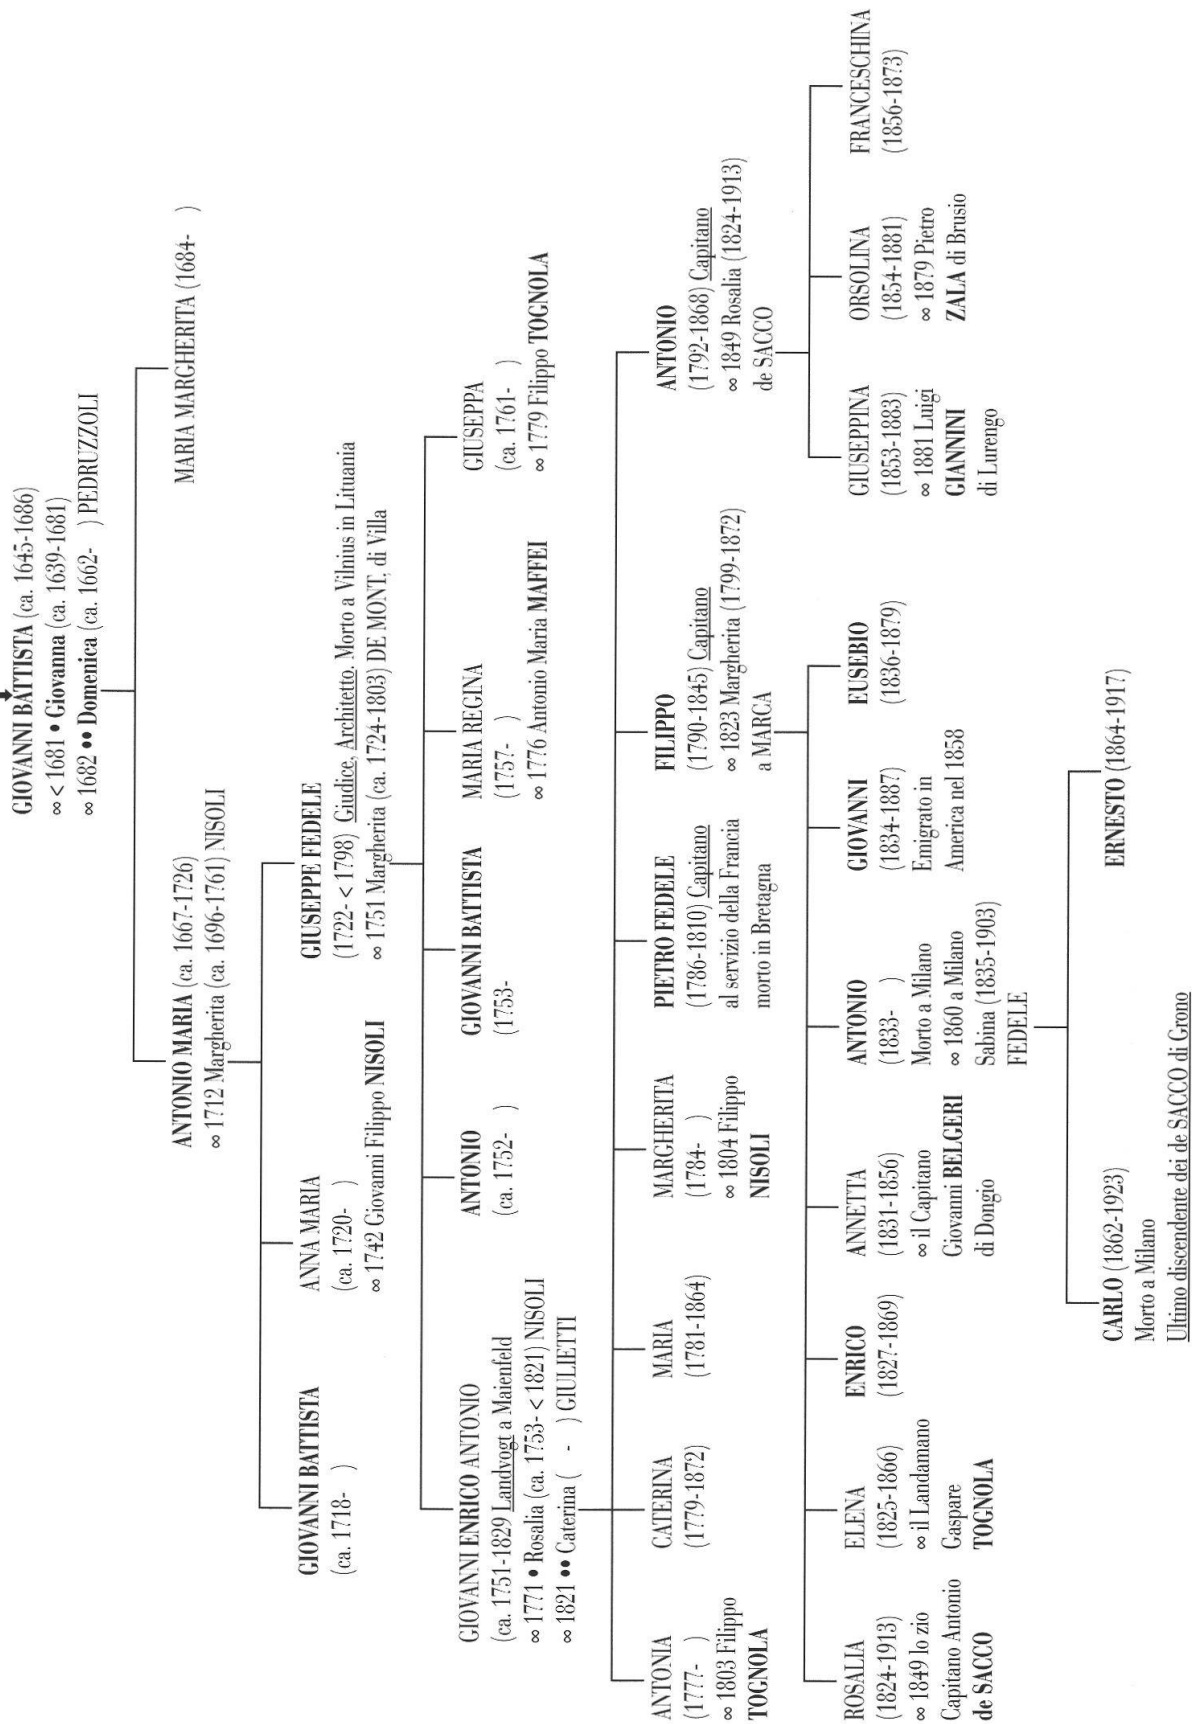 GIOVANNI BATTISTA (ca. 1645-1686)
∞ < 1681 • Giovanna (ca. 1639-1681)
∞ 1682 •• Domenica (ca. 1662- ) PEDRUZZOLI
ANTONIO MARIA (ca. 1667-1726)
∞ 1712 Margherita (ca. 1696-1761) NISOLI
MARIA MARGHERITA (1684- )
GIOVANNI BATTISTA
(ca. 1718- )
ANNA MARIA
(ca. 1720- )
∞ 1742 Giovanni Filippo NISOLI
GIUSEPPE FEDELE
(1722- < 1798) Giudice, Architetto. Morto a Vilnius in Lituania
∞ 1751 Margherita (ca. 1724-1803) DE MONT, di Villa
GIOVANNI ENRICO ANTONIO
(ca. 1751-1829 Landvogt a Maienfeld
∞ 1771 • Rosalia (ca. 1753- < 1821) NISOLI
∞ 1821 •• Caterina ( - ) GIULIETTI
ANTONIO
(ca. 1752- )
GIOVANNI BATTISTA
(1753-
MARIA REGINA
(1757- )
∞ 1776 Antonio Maria MAFFEI
GIUSEPPA
(ca. 1761- )
∞ 1779 Filippo TOGNOLA
ANTONIA
(1777- )
∞ 1803 Filippo
TOGNOLA
CATERINA
(1779-1872)
MARIA
(1781-1864)
MARGHERITA
(1784- )
∞ 1804 Filippo
NISOLI
PIETRO FEDELE
(1786-1810) Capitano
al servizio della Francia
morto in Bretagna
FILIPPO
(1790-1845) Capitano
∞ 1823 Margherita (1799-1872)
a MARCA
ANTONIO
(1792-1868) Capitano
∞ 1849 Rosalia (1824-1913)
de SACCO
ROSALIA
(1824-1913)
∞ 1849 lo zio
Capitano Antonio
de SACCO
ELENA
(1825-1866)
∞ il Landamano
Gaspare
TOGNOLA
ENRICO
(1827-1869)
ANNETTA
(1831-1856)
∞ il Capitano
Giovanni BELGERI
di Dongio
ANTONIO
(1833- )
Morto a Milano
∞ 1860 a Milano
Sabina (1835-1903)
FEDELE
GIOVANNI
(1834-1887)
Emigrato in
America nel 1858
EUSEBIO
(1836-1879)
GIUSEPPINA
(1853-1883)
∞ 1881 Luigi
GIANNINI
di Lurengo
ORSOLINA
(1854-1881)
∞ 1879 Pietro
ZALA di Brusio
FRANCESCHINA
(1856-1873)
CARLO (1862-1923)
Morto a Milano
Ultimo discendente dei de SACCO di Grono
ERNESTO (1864-1917)